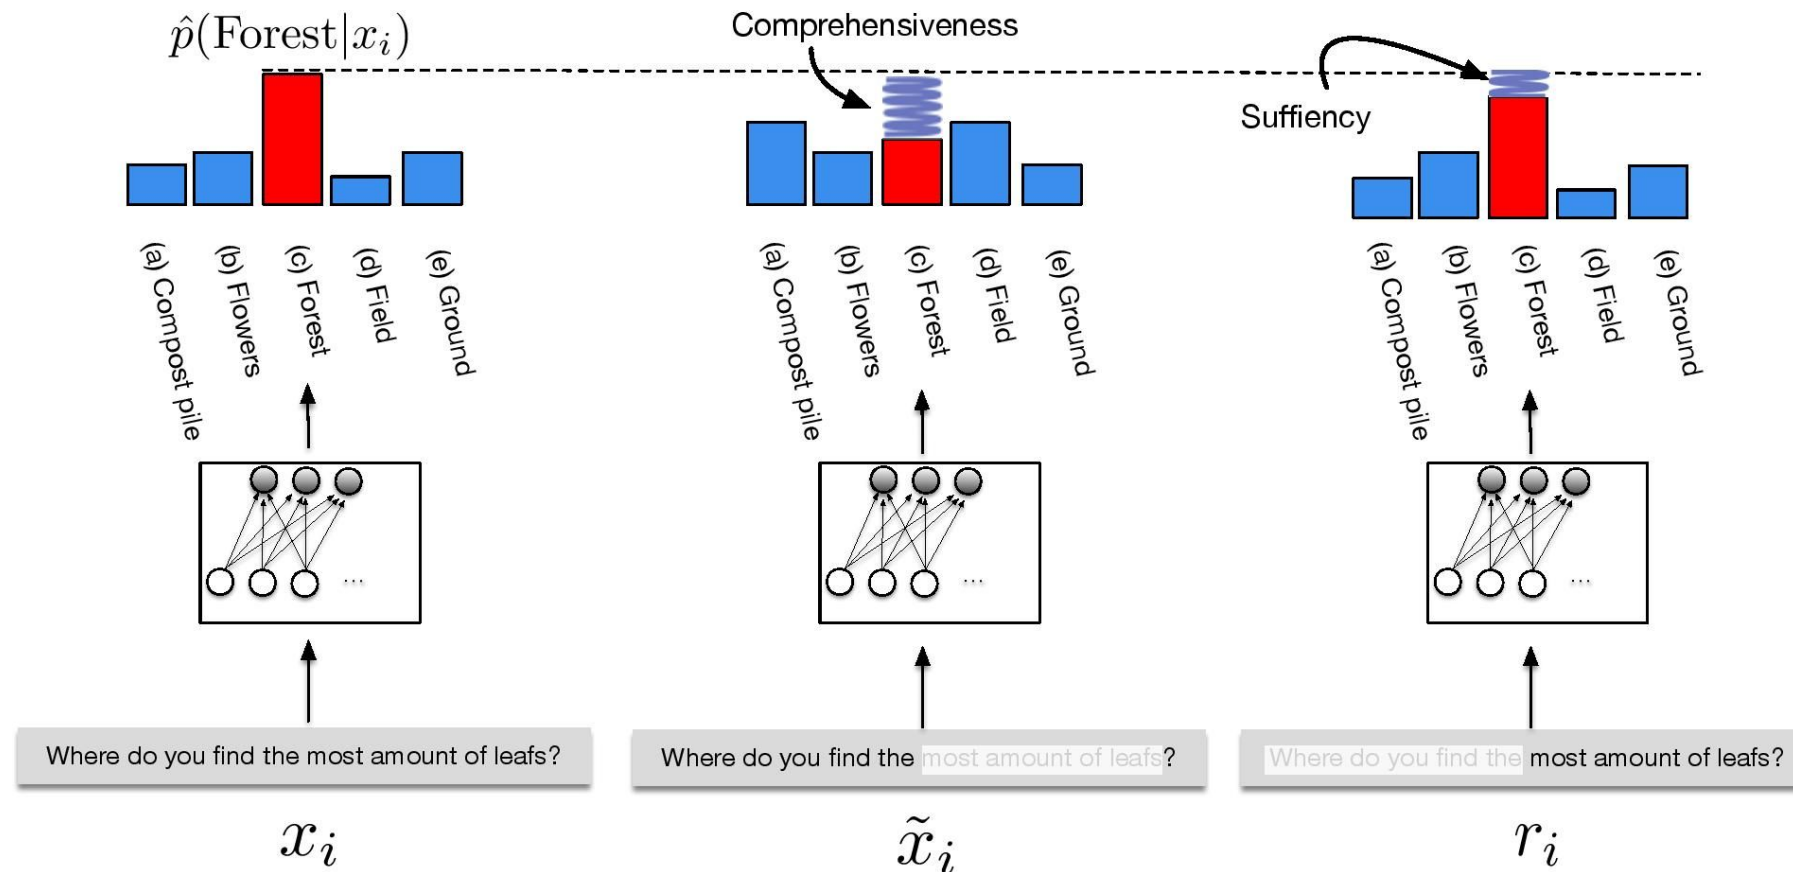 p̂(Forest|xᵢ)
Comprehensiveness
Suffiency
(a) Compost pile
(b) Flowers
(c) Forest
(d) Field
(e) Ground
(a) Compost pile
(b) Flowers
(c) Forest
(d) Field
(e) Ground
(a) Compost pile
(b) Flowers
(c) Forest
(d) Field
(e) Ground
...
...
...
Where do you find the most amount of leafs?
Where do you find the most amount of leafs?
Where do you find the most amount of leafs?
xᵢ
x̃ᵢ
rᵢ